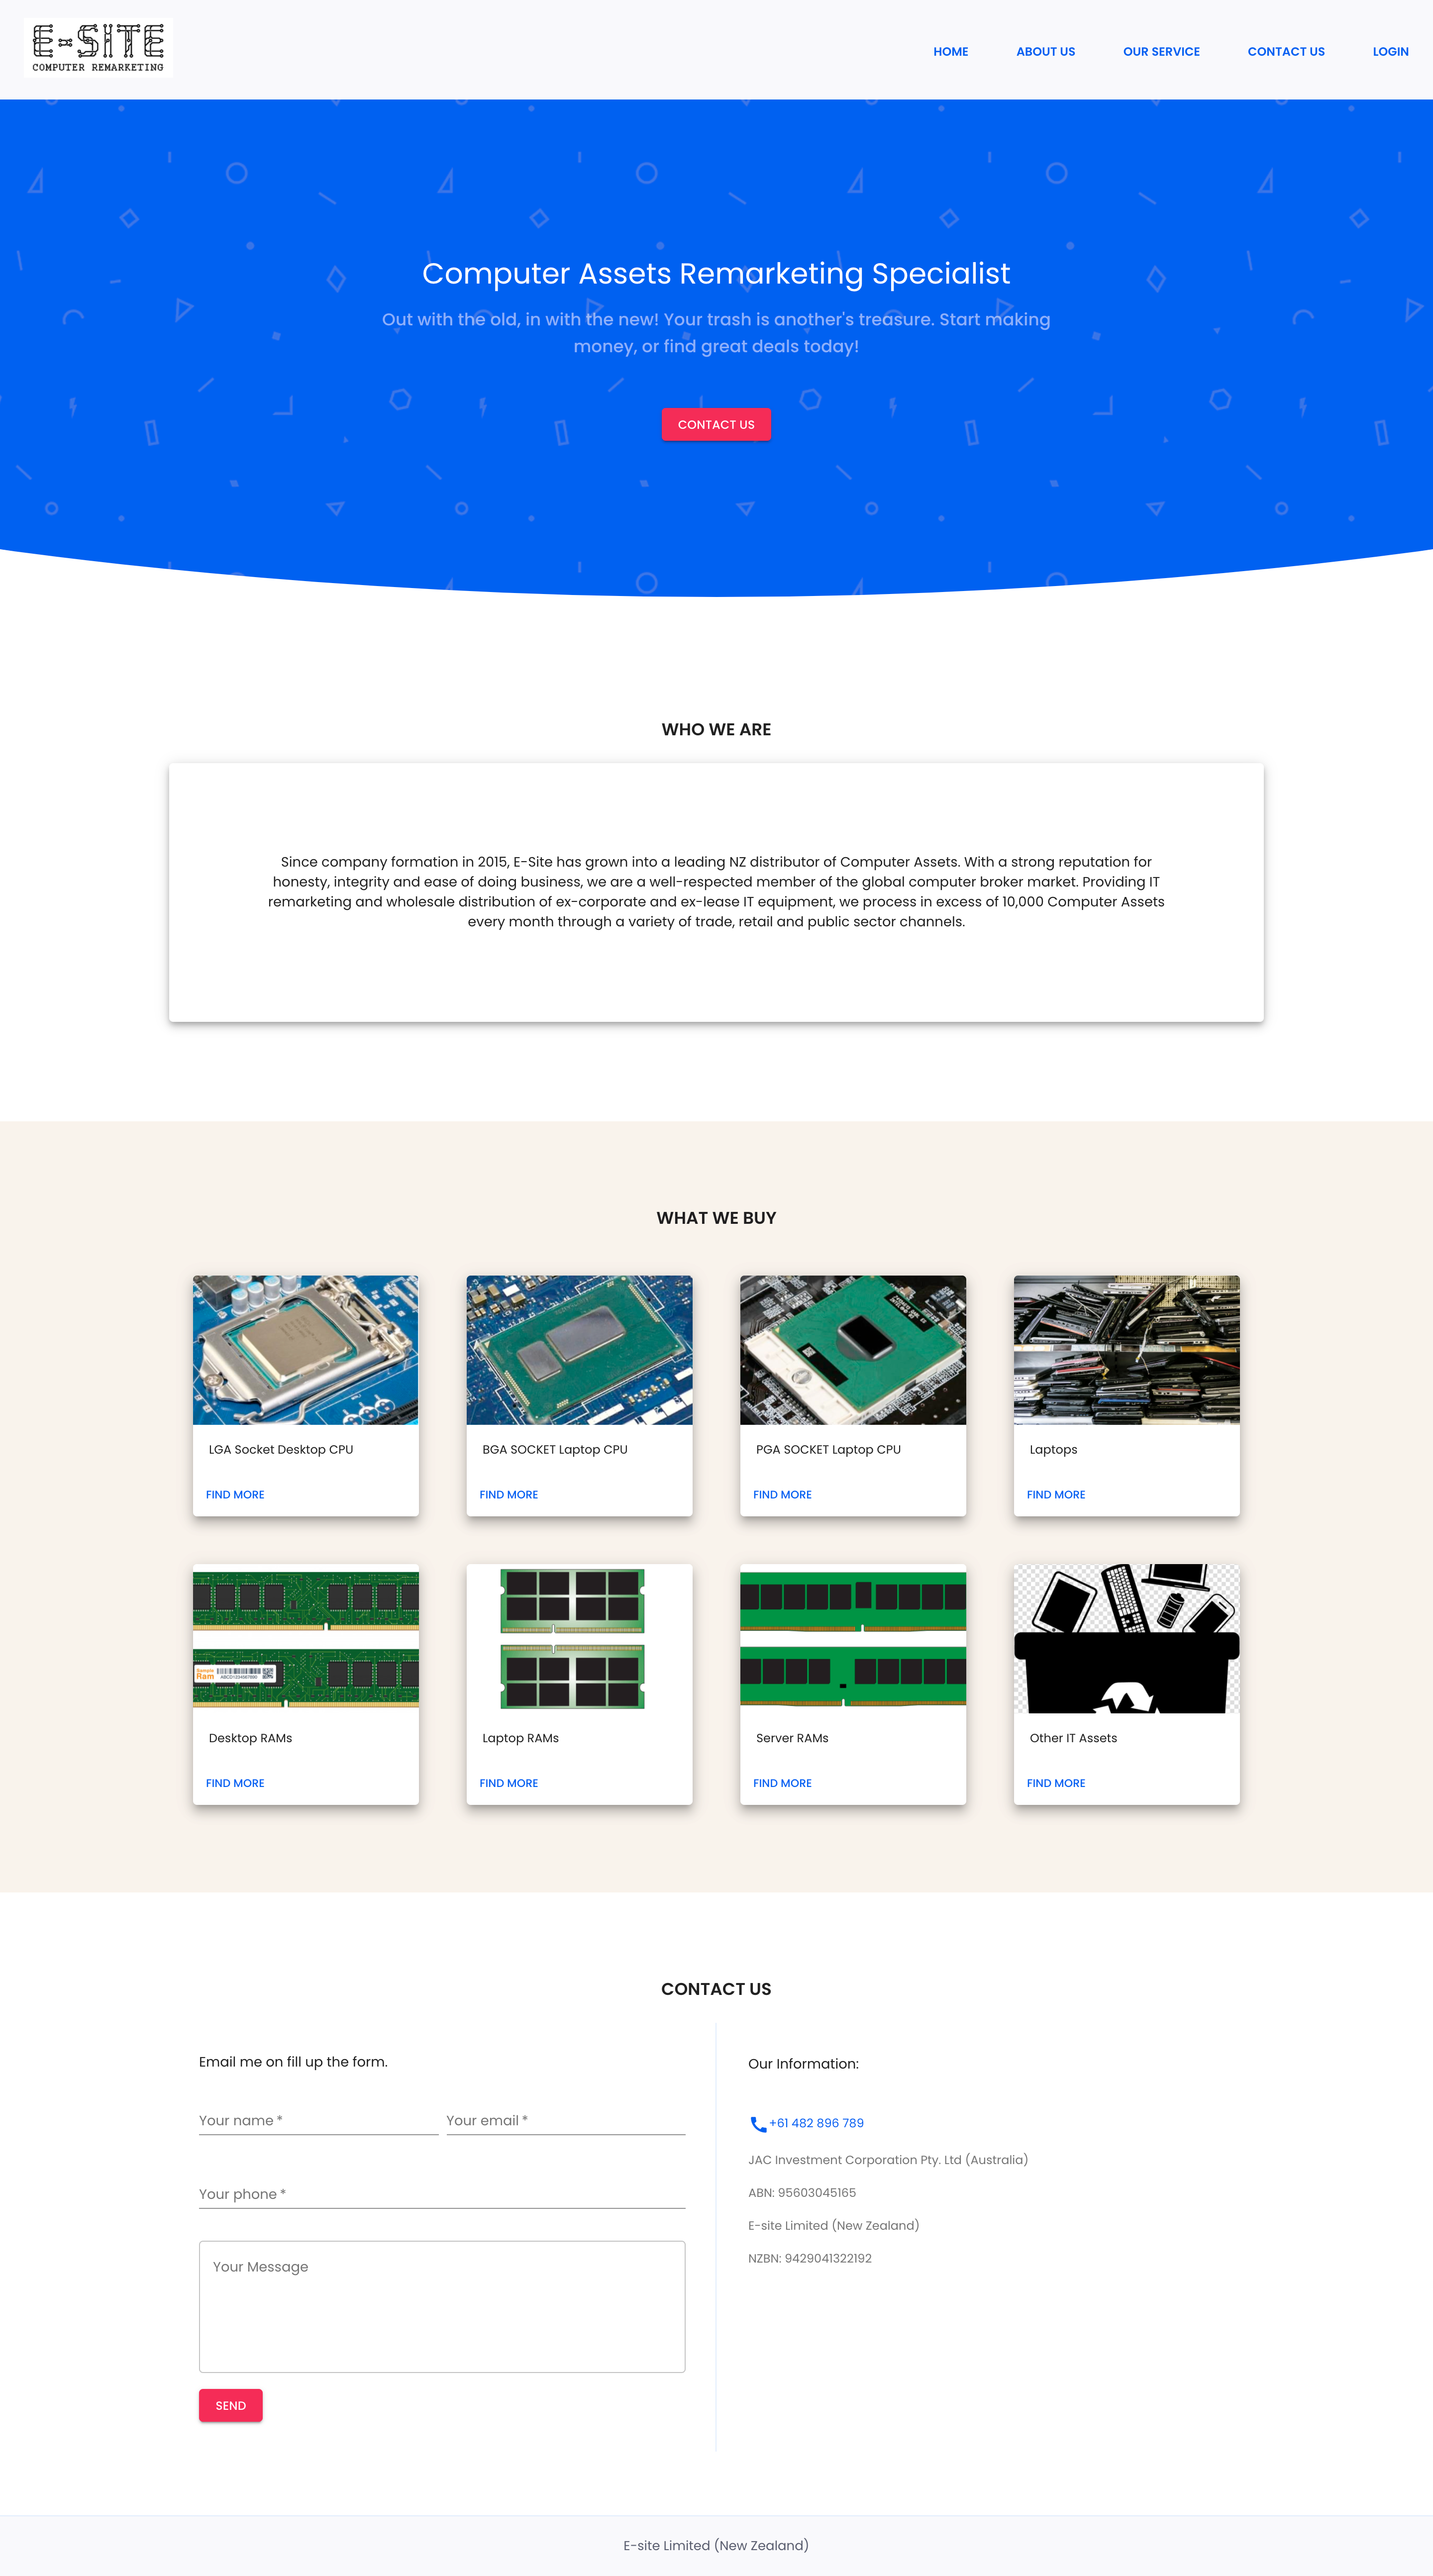 E-SITE
COMPUTER REMARKETING
HOME
ABOUT US
OUR SERVICE
CONTACT US
LOGIN
Computer Assets Remarketing Specialist
Out with the old, in with the new! Your trash is another's treasure. Start making
money, or find great deals today!
CONTACT US
WHO WE ARE
Since company formation in 2015, E-Site has grown into a leading NZ distributor of Computer Assets. With a strong reputation for
honesty, integrity and ease of doing business, we are a well-respected member of the global computer broker market. Providing IT
remarketing and wholesale distribution of ex-corporate and ex-lease IT equipment, we process in excess of 10,000 Computer Assets
every month through a variety of trade, retail and public sector channels.
WHAT WE BUY
LGA Socket Desktop CPU
FIND MORE
BGA SOCKET Laptop CPU
FIND MORE
PGA SOCKET Laptop CPU
FIND MORE
Laptops
FIND MORE
Sample
Ram
Desktop RAMs
FIND MORE
Laptop RAMs
FIND MORE
Server RAMs
FIND MORE
Other IT Assets
FIND MORE
CONTACT US
Email me on fill up the form.
Your name *
Your email *
Your phone *
Your Message
SEND
Our Information:
+61 482 896 789
JAC Investment Corporation Pty. Ltd (Australia)
ABN: 95603045165
E-site Limited (New Zealand)
NZBN: 9429041322192
E-site Limited (New Zealand)